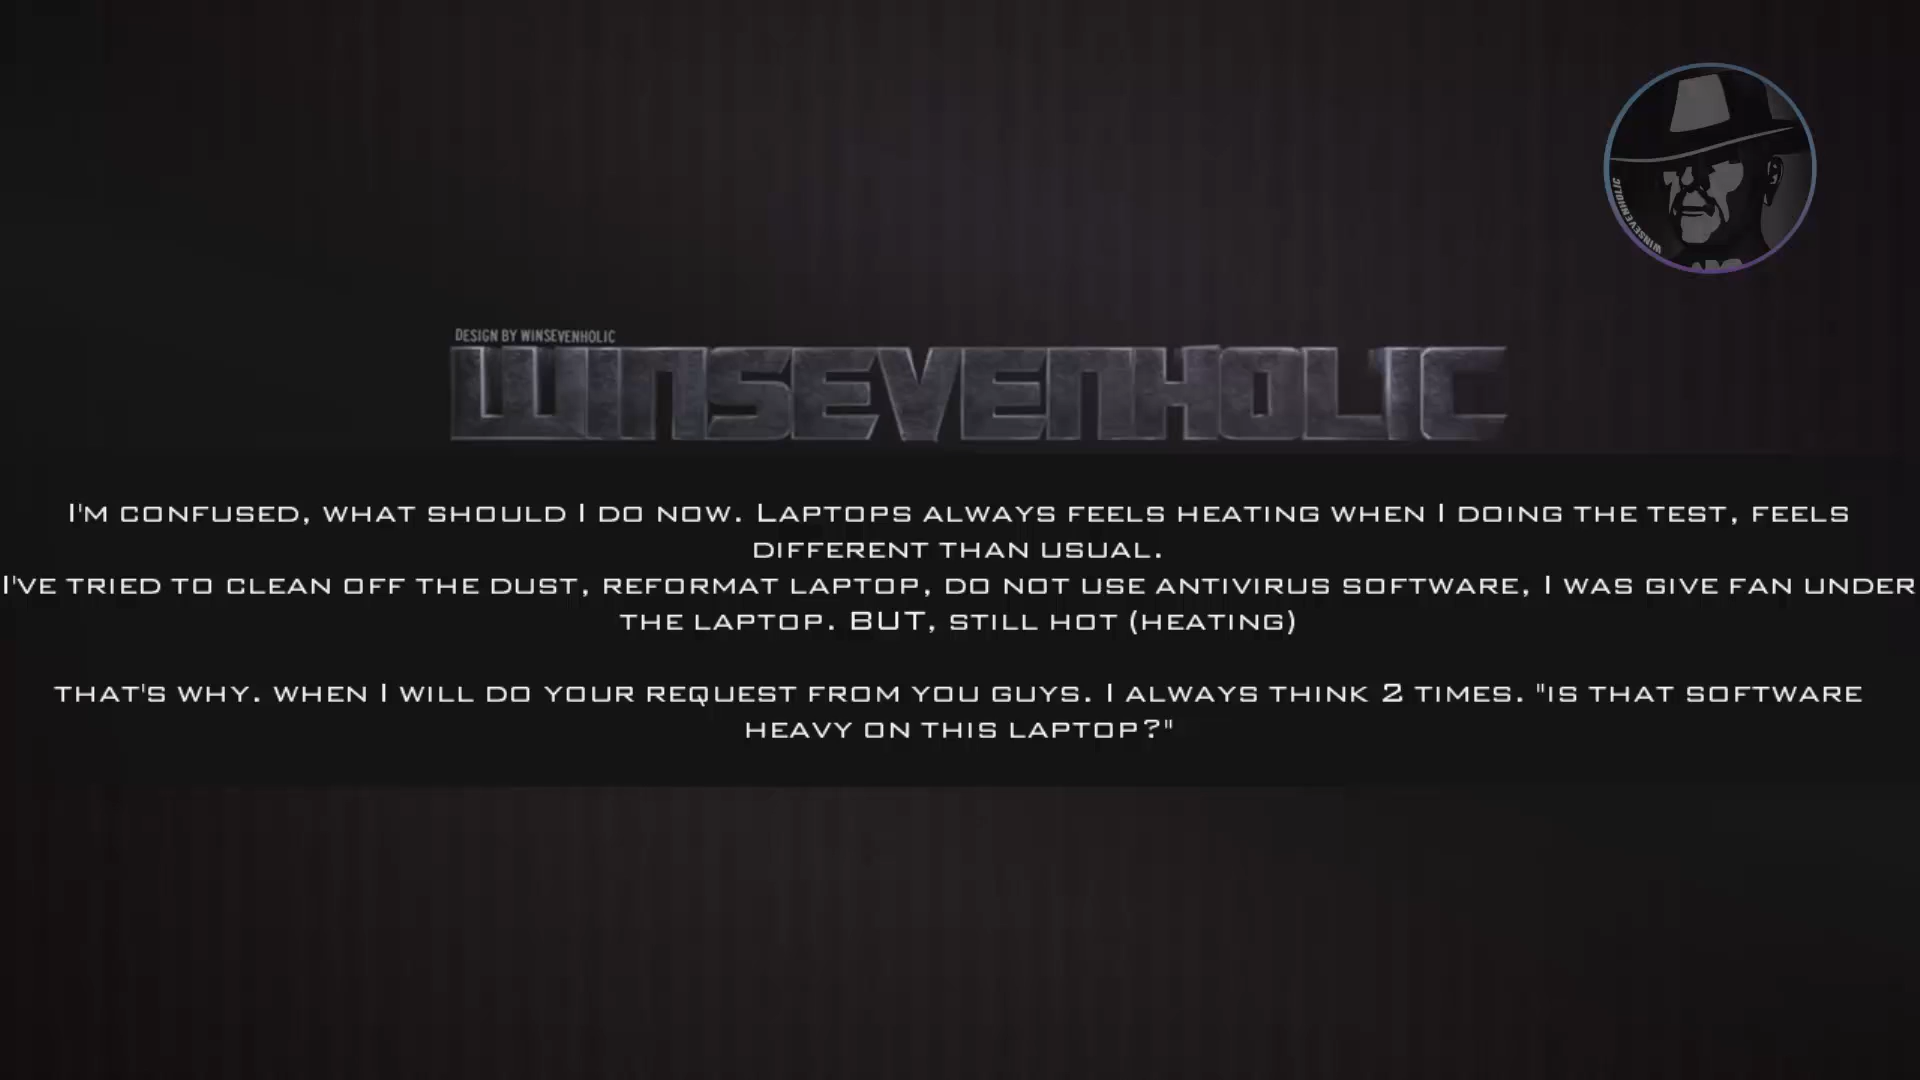 WINSEVENHOLIC
DESIGN BY WINSEVENHOLIC
WINSEVENHOLIC
I'M CONFUSED, WHAT SHOULD I DO NOW. LAPTOPS ALWAYS FEELS HEATING WHEN I DOING THE TEST, FEELS
DIFFERENT THAN USUAL.
I'VE TRIED TO CLEAN OFF THE DUST, REFORMAT LAPTOP, DO NOT USE ANTIVIRUS SOFTWARE, I WAS GIVE FAN UNDER
THE LAPTOP. BUT, STILL HOT (HEATING)
THAT'S WHY. WHEN I WILL DO YOUR REQUEST FROM YOU GUYS. I ALWAYS THINK 2 TIMES. "IS THAT SOFTWARE
HEAVY ON THIS LAPTOP?"